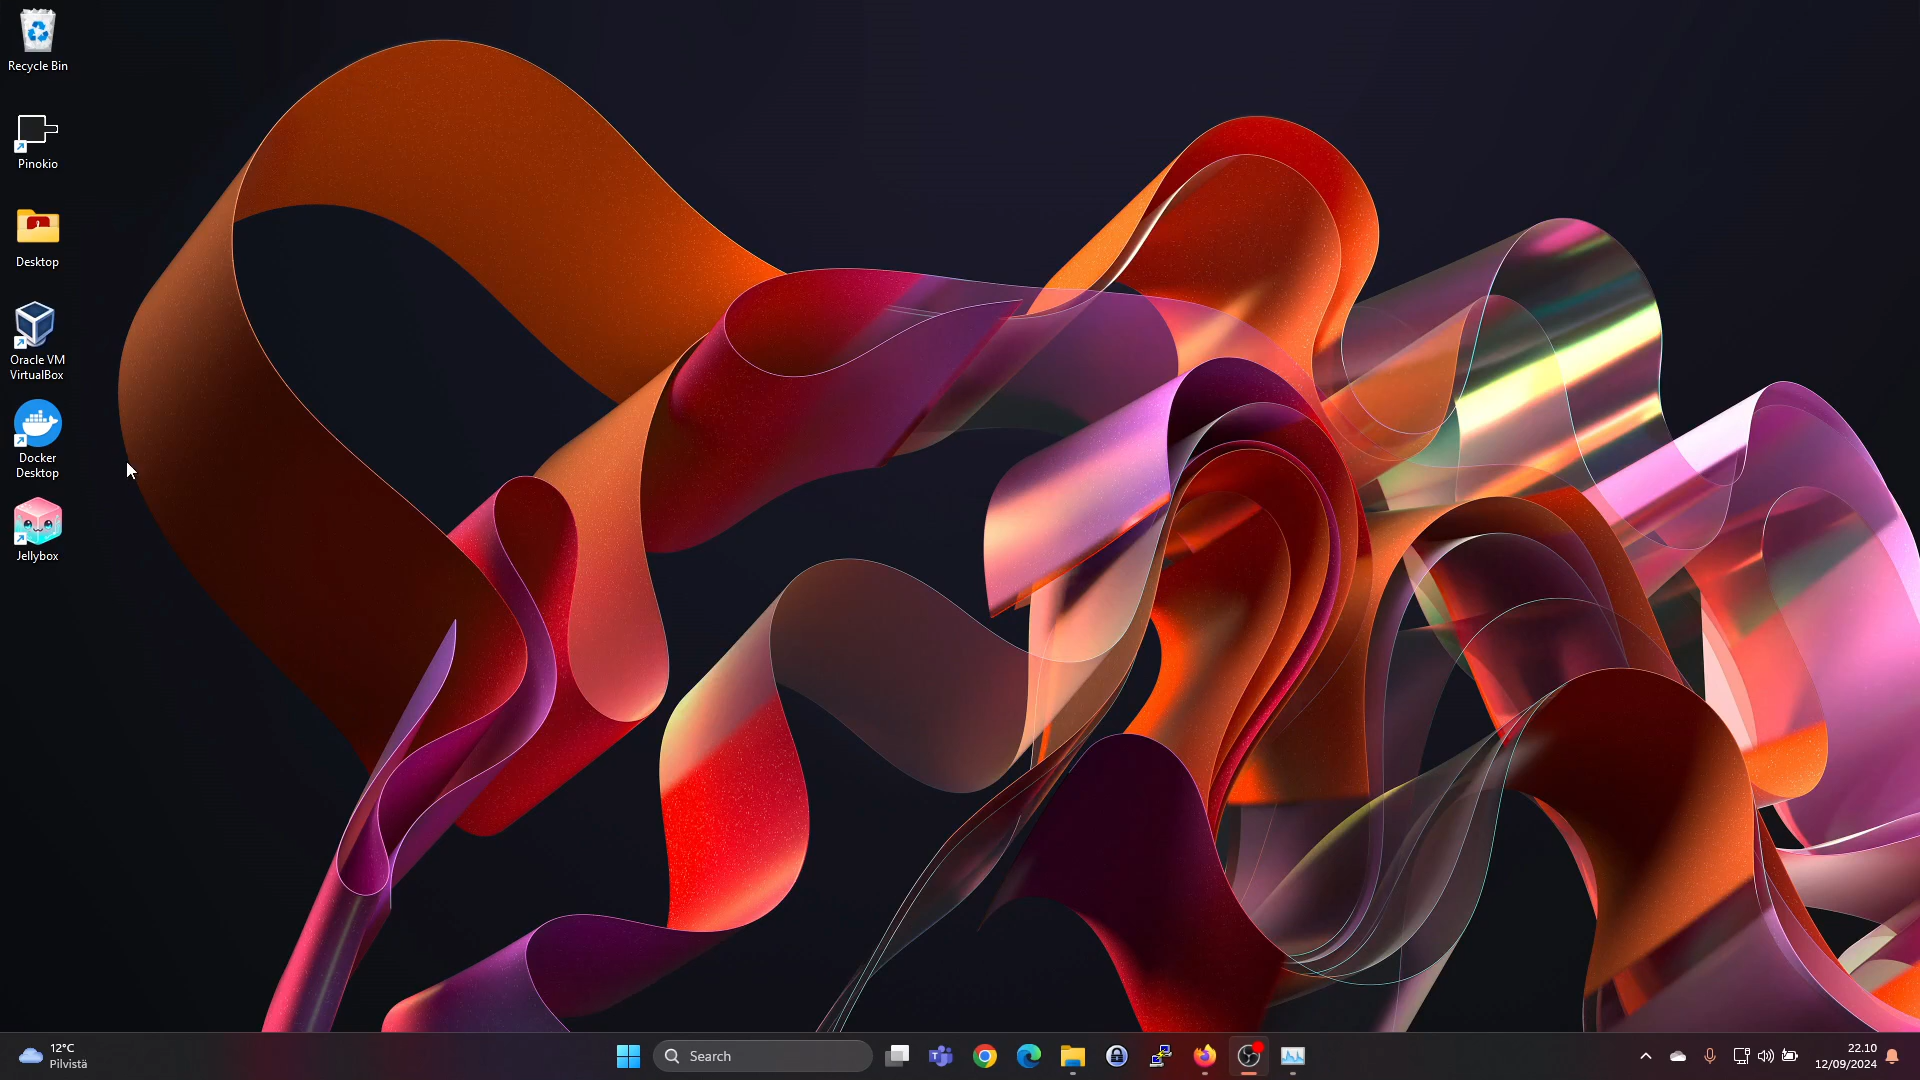 Recycle Bin
Pinokio
Desktop
Oracle VM
VirtualBox
Docker
Desktop
Jellybox
12°C
Pilvistä
Search
22.10
12/09/2024